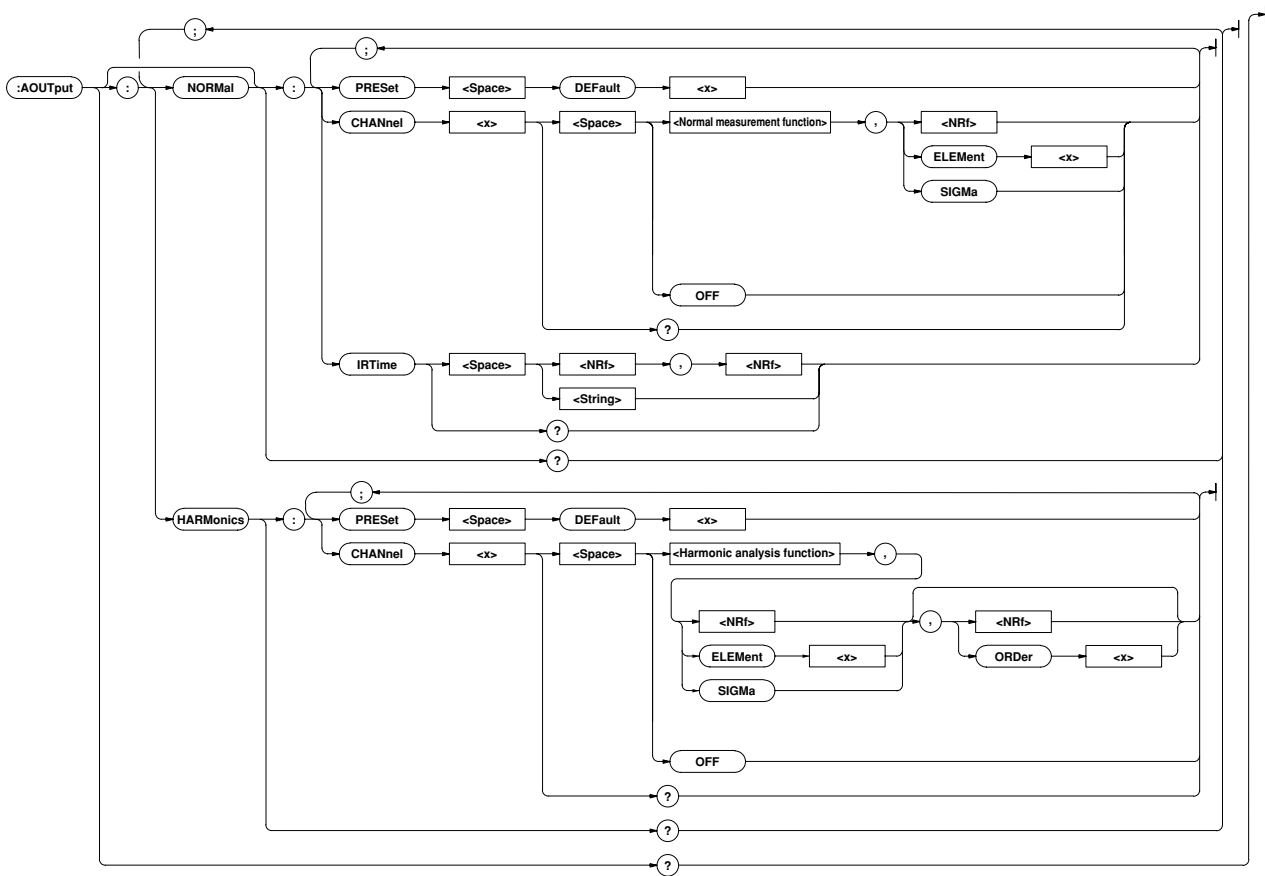 ;
;
:AOUTput : NORMal : PRESet <Space> DEFault <x>
CHANnel <x> <Space> <Normal measurement function> , <NRf>
ELEMent <x>
SIGMa
OFF
?
IRTime <Space> <NRf> , <NRf>
<String>
?
?
;
HARMonics : PRESet <Space> DEFault <x>
CHANnel <x> <Space> <Harmonic analysis function> ,
<NRf> , <NRf>
ELEMent <x> ORDer <x>
SIGMa
OFF
?
?
?